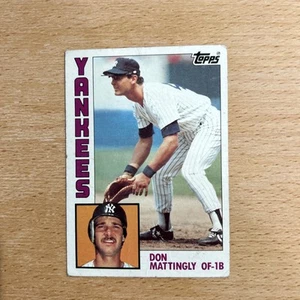 YANKEES
Topps
DON
MATTINGLY OF-1B